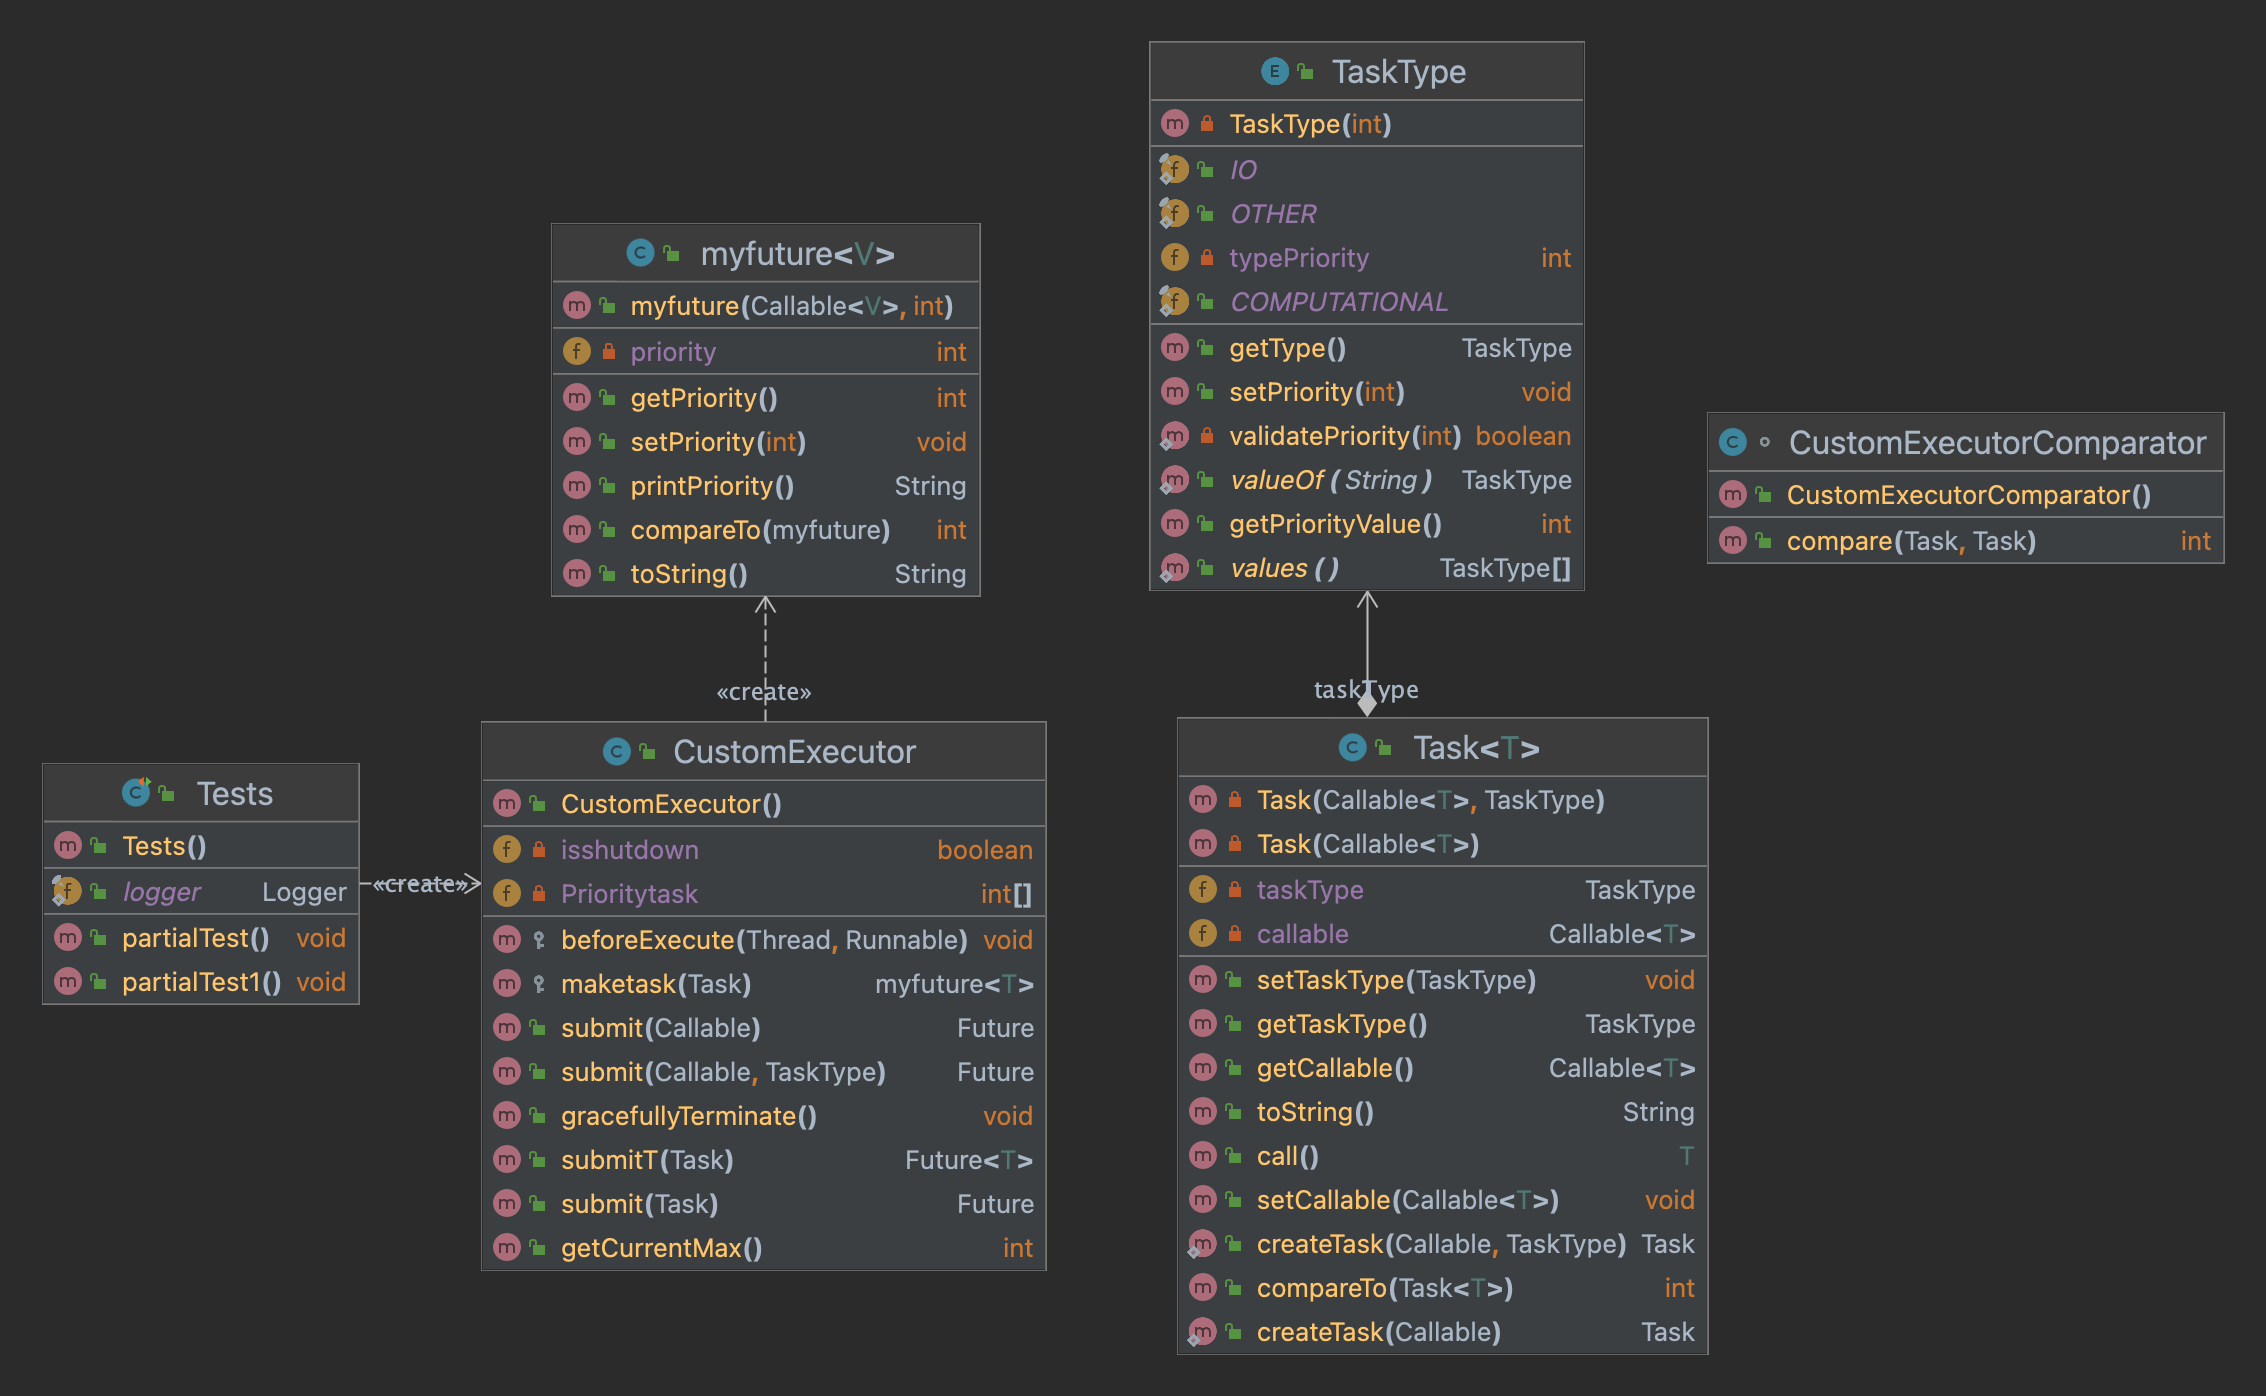 TaskType
TaskType(int)
IO
OTHER
typePriority int
COMPUTATIONAL
getType() TaskType
setPriority(int) void
validatePriority(int) boolean
valueOf(String) TaskType
getPriorityValue() int
values() TaskType[]
myfuture<V>
myfuture(Callable<V>, int)
priority int
getPriority() int
setPriority(int) void
printPriority() String
compareTo(myfuture) int
toString() String
CustomExecutorComparator
CustomExecutorComparator()
compare(Task, Task) int
«create»
taskType
Tests
Tests()
logger Logger
partialTest() void
partialTest1() void
«create»
CustomExecutor
CustomExecutor()
isshutdown boolean
Prioritytask int[]
beforeExecute(Thread, Runnable) void
maketask(Task) myfuture<T>
submit(Callable) Future
submit(Callable, TaskType) Future
gracefullyTerminate() void
submitT(Task) Future<T>
submit(Task) Future
getCurrentMax() int
Task<T>
Task(Callable<T>, TaskType)
Task(Callable<T>)
taskType TaskType
callable Callable<T>
setTaskType(TaskType) void
getTaskType() TaskType
getCallable() Callable<T>
toString() String
call() T
setCallable(Callable<T>) void
createTask(Callable, TaskType) Task
compareTo(Task<T>) int
createTask(Callable) Task